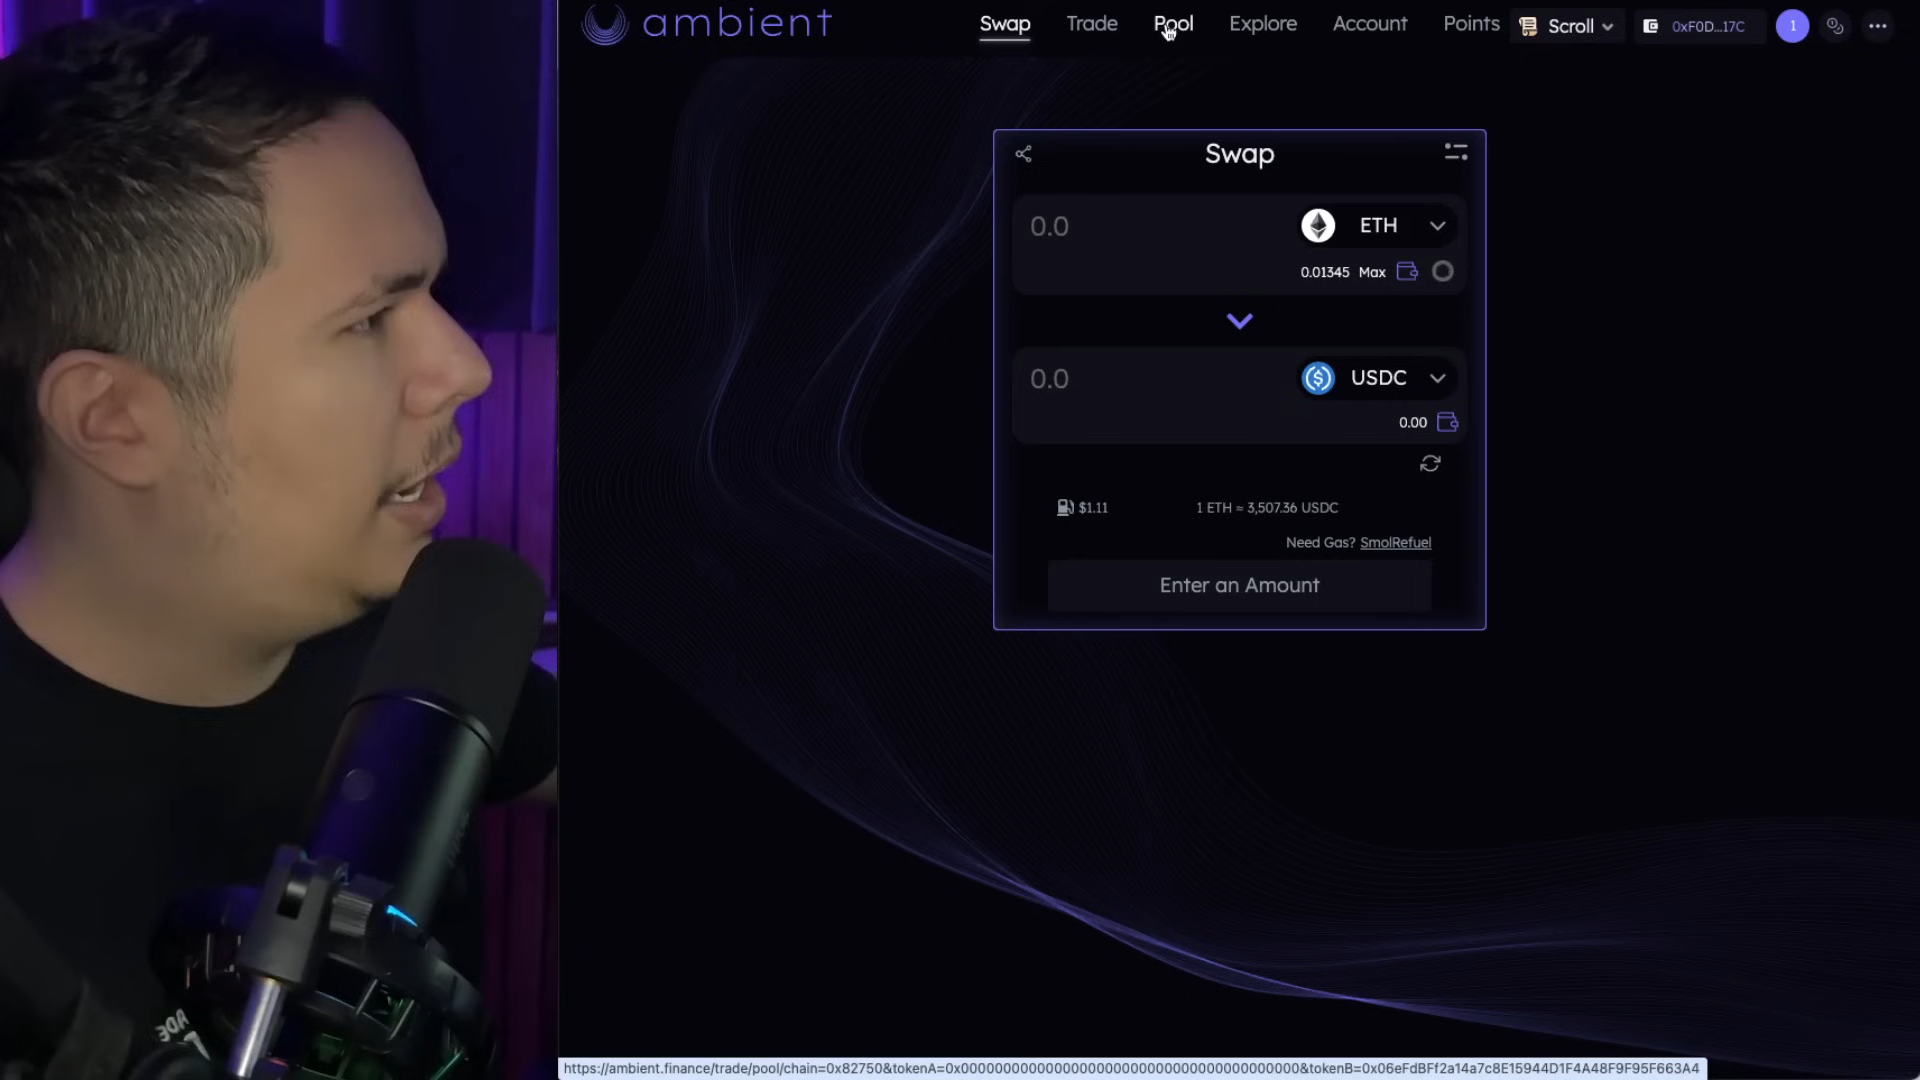 ambient
Swap Trade Pool Explore Account Points Scroll 0xF0D...17C 1
Swap
0.0 ETH
0.01345 Max
0.0 USDC
0.00
$1.11 1 ETH ≈ 3,507.36 USDC
Need Gas? SmolRefuel
Enter an Amount
https://ambient.finance/trade/pool/chain=0x82750&tokenA=0x0000000000000000000000000000000000000000&tokenB=0x06eFdBFf2a14a7c8E15944D1F4A48F9F95F663A4